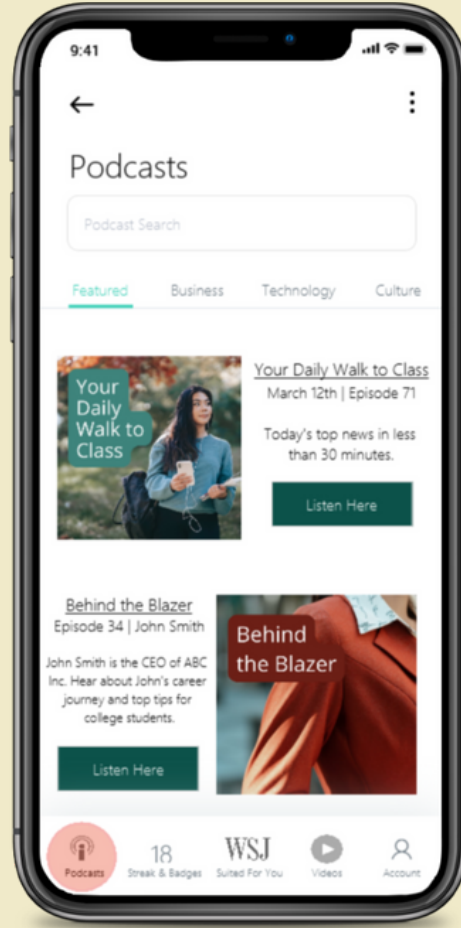 9:41
Podcasts
Podcast Search
Featured Business Technology Culture
Your
Daily
Walk to
Class
Your Daily Walk to Class
March 12th | Episode 71
Today's top news in less
than 30 minutes.
Listen Here
Behind the Blazer
Episode 34 | John Smith
John Smith is the CEO of ABC
Inc. Hear about John's career
journey and top tips for
college students.
Listen Here
Behind
the Blazer
Podcasts
18
Streak & Badges
WSJ
Suited For You
Videos
Account